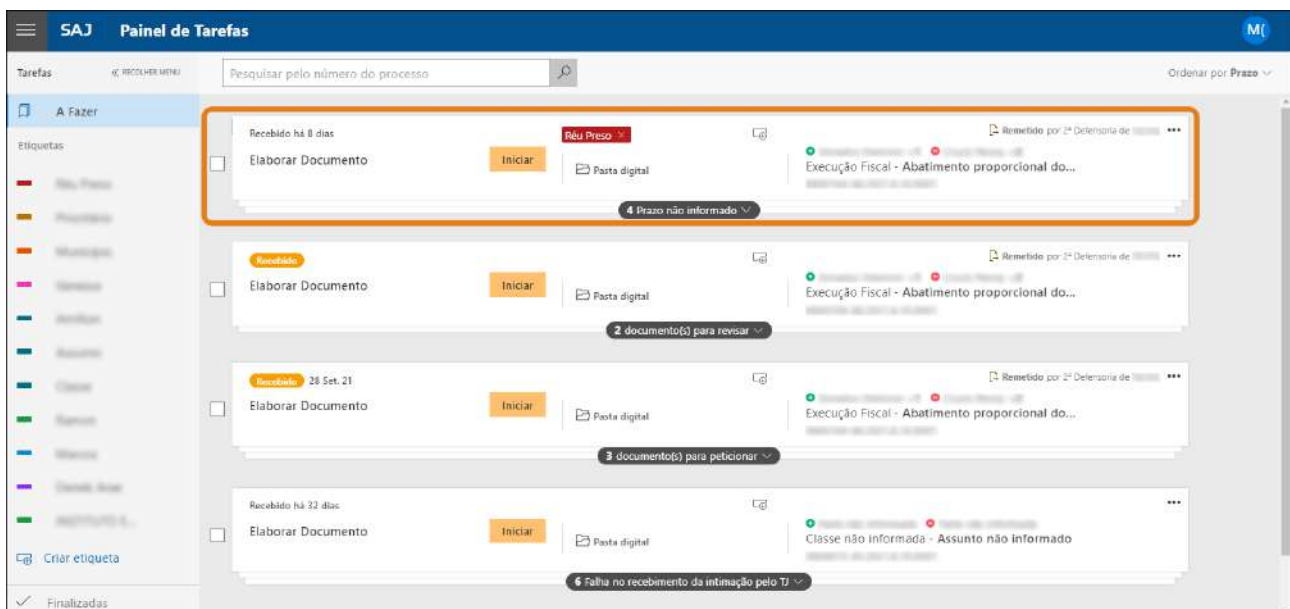 SAJ Painel de Tarefas M(
Tarefas RECOLHER MENU Pesquisar pelo número do processo Ordenar por Prazo
A Fazer
Etiquetas
Criar etiqueta
Finalizadas
Recebido há 8 dias Réu Preso × Remetido por 2ª Defensoria de
Elaborar Documento Iniciar Pasta digital Execução Fiscal - Abatimento proporcional do...
4 Prazo não informado
Recebido Remetido por 2ª Defensoria de
Elaborar Documento Iniciar Pasta digital Execução Fiscal - Abatimento proporcional do...
2 documento(s) para revisar
Recebido 28 Set. 21 Remetido por 2ª Defensoria de
Elaborar Documento Iniciar Pasta digital Execução Fiscal - Abatimento proporcional do...
3 documento(s) para peticionar
Recebido há 32 dias
Elaborar Documento Iniciar Pasta digital Classe não informada - Assunto não informado
6 Falha no recebimento da intimação pelo TJ